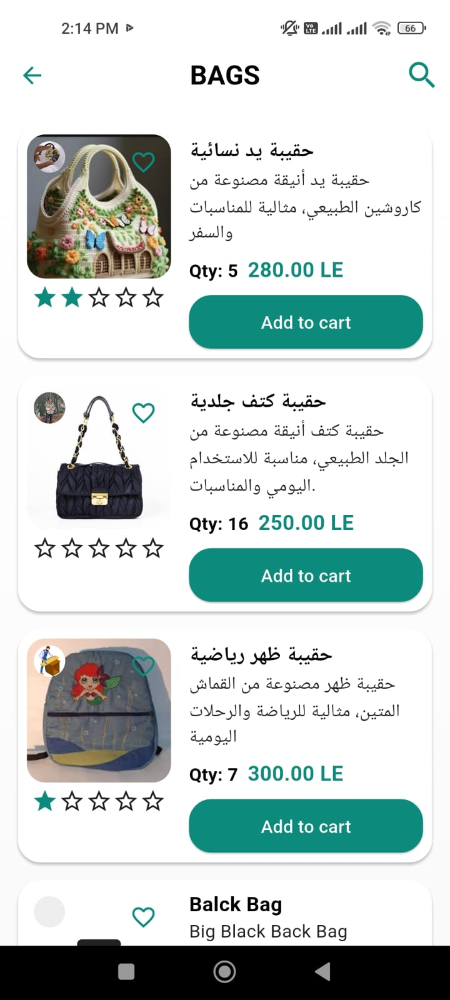 2:14 PM
Vo LTE
66
BAGS
حقيبة يد نسائية
حقيبة يد أنيقة مصنوعة من
كاروشين الطبيعي، مثالية للمناسبات
والسفر
Qty: 5 280.00 LE
Add to cart
حقيبة كتف جلدية
حقيبة كتف أنيقة مصنوعة من
الجلد الطبيعي، مناسبة للاستخدام
اليومي والمناسبات.
Qty: 16 250.00 LE
Add to cart
حقيبة ظهر رياضية
حقيبة ظهر مصنوعة من القماش
المتين، مثالية للرياضة والرحلات
اليومية
Qty: 7 300.00 LE
Add to cart
Balck Bag
Big Black Back Bag